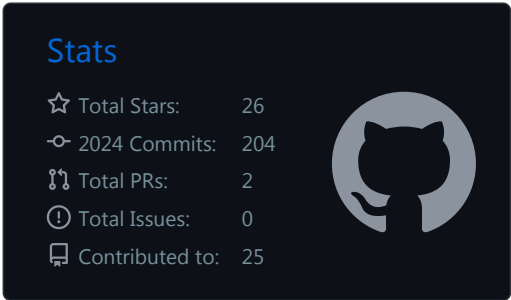 Stats
Total Stars: 26
2024 Commits: 204
Total PRs: 2
Total Issues: 0
Contributed to: 25